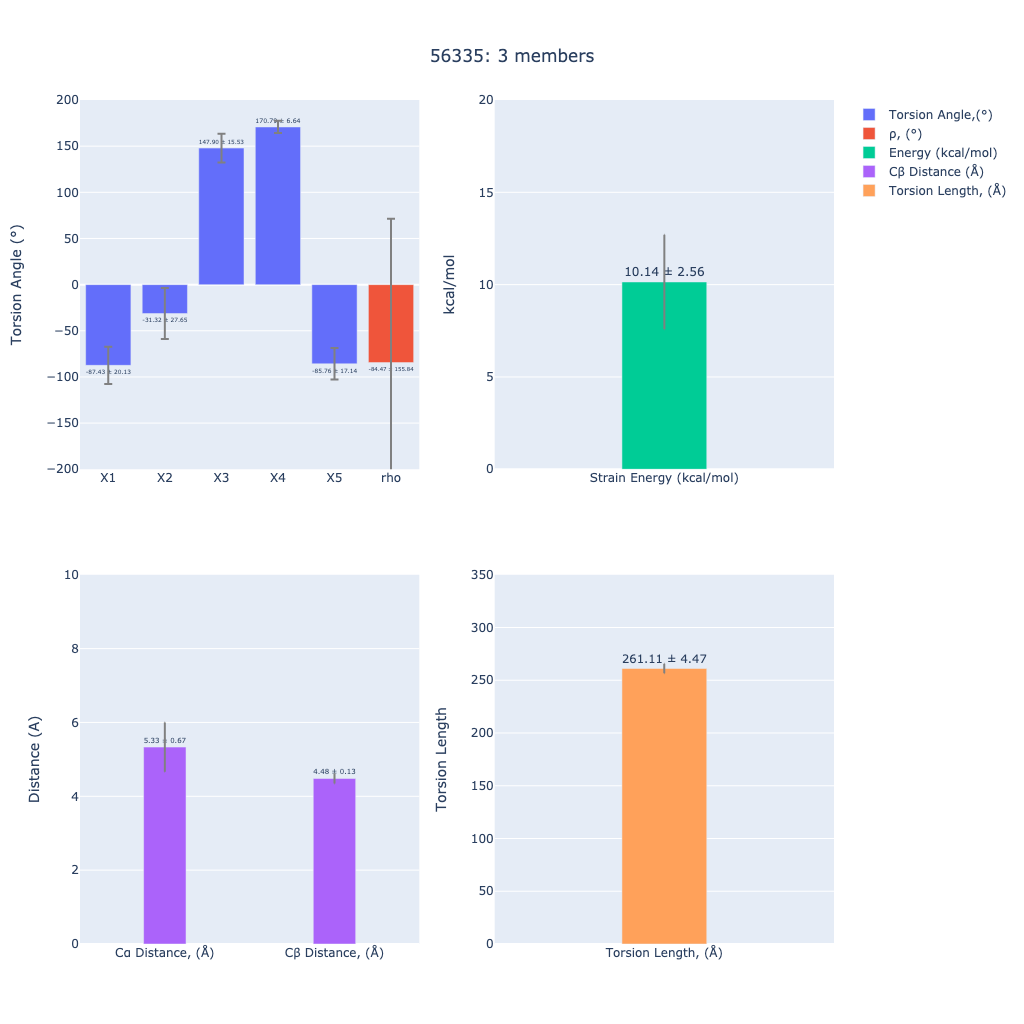 56335: 3 members
Torsion Angle (°)
200
150
100
50
0
−50
−100
−150
−200
147.90 ± 15.53
170.79 ± 6.64
-31.32 ± 27.65
-87.43 ± 20.13
-85.76 ± 17.14
-84.47 ± 155.84
X1 X2 X3 X4 X5 rho
kcal/mol
20
15
10
5
0
10.14 ± 2.56
Strain Energy (kcal/mol)
Torsion Angle,(°)
ρ, (°)
Energy (kcal/mol)
Cβ Distance (Å)
Torsion Length, (Å)
Distance (A)
10
8
6
4
2
0
5.33 ± 0.67
4.48 ± 0.13
Cα Distance, (Å) Cβ Distance, (Å)
Torsion Length
350
300
250
200
150
100
50
0
261.11 ± 4.47
Torsion Length, (Å)